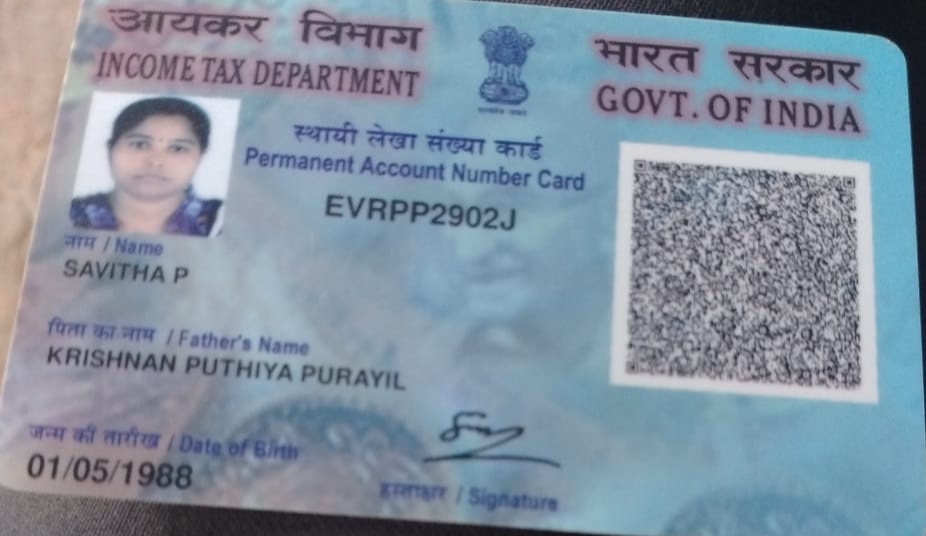 आयकर विभाग
INCOME TAX DEPARTMENT
भारत सरकार
GOVT. OF INDIA
स्थायी लेखा संख्या कार्ड
Permanent Account Number Card
EVRPP2902J
नाम / Name
SAVITHA P
पिता का नाम / Father's Name
KRISHNAN PUTHIYA PURAYIL
जन्म की तारीख / Date of Birth
01/05/1988
हस्ताक्षर / Signature